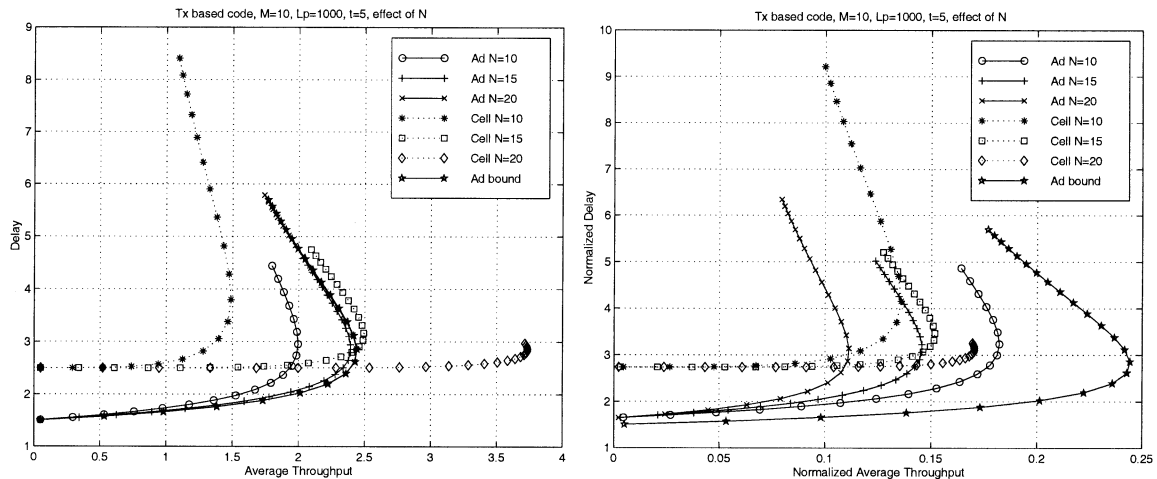 Tx based code, M=10, Lp=1000, t=5, effect of N
9
8
7
6
5
4
3
2
1
Delay
0
0.5
1
1.5
2
2.5
3
3.5
4
Average Throughput
Ad N=10
Ad N=15
Ad N=20
Cell N=10
Cell N=15
Cell N=20
Ad bound
Tx based code, M=10, Lp=1000, t=5, effect of N
10
9
8
7
6
5
4
3
2
1
Normalized Delay
0
0.05
0.1
0.15
0.2
0.25
Normalized Average Throughput
Ad N=10
Ad N=15
Ad N=20
Cell N=10
Cell N=15
Cell N=20
Ad bound